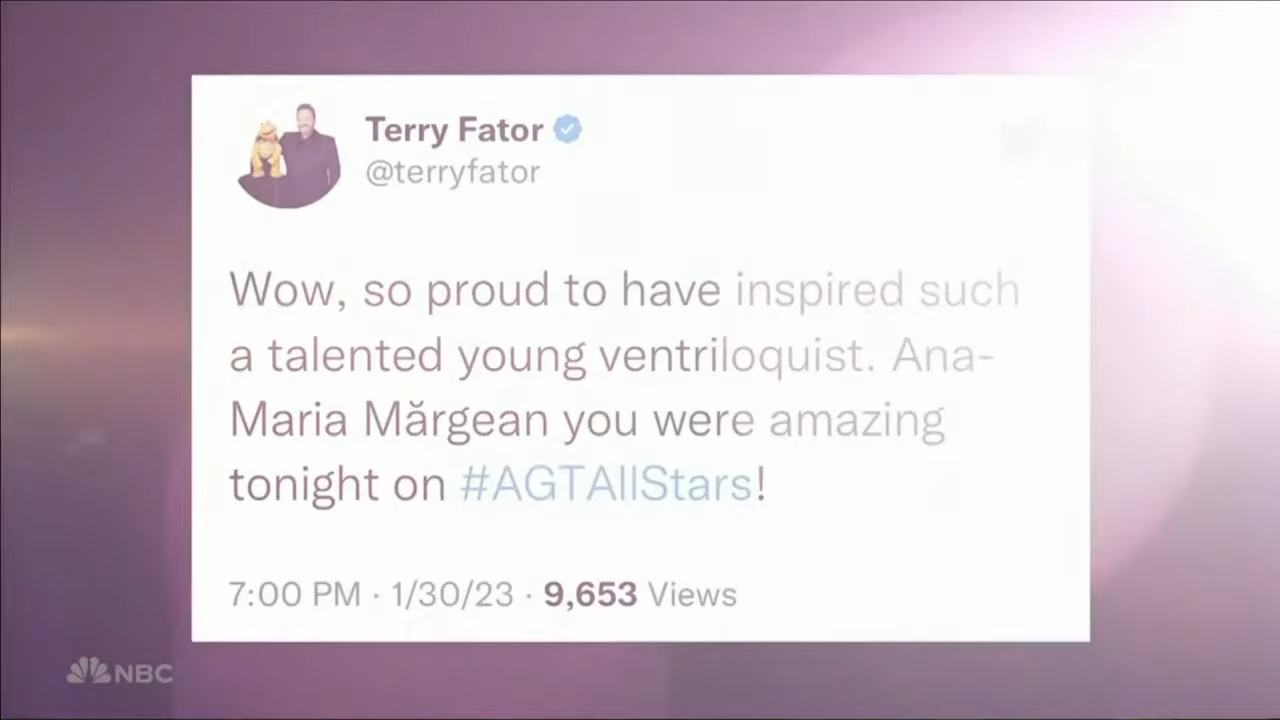 Terry Fator
@terryfator
Wow, so proud to have inspired such
a talented young ventriloquist. Ana-
Maria Mărgean you were amazing
tonight on #AGTAllStars!
7:00 PM · 1/30/23 · 9,653 Views
NBC